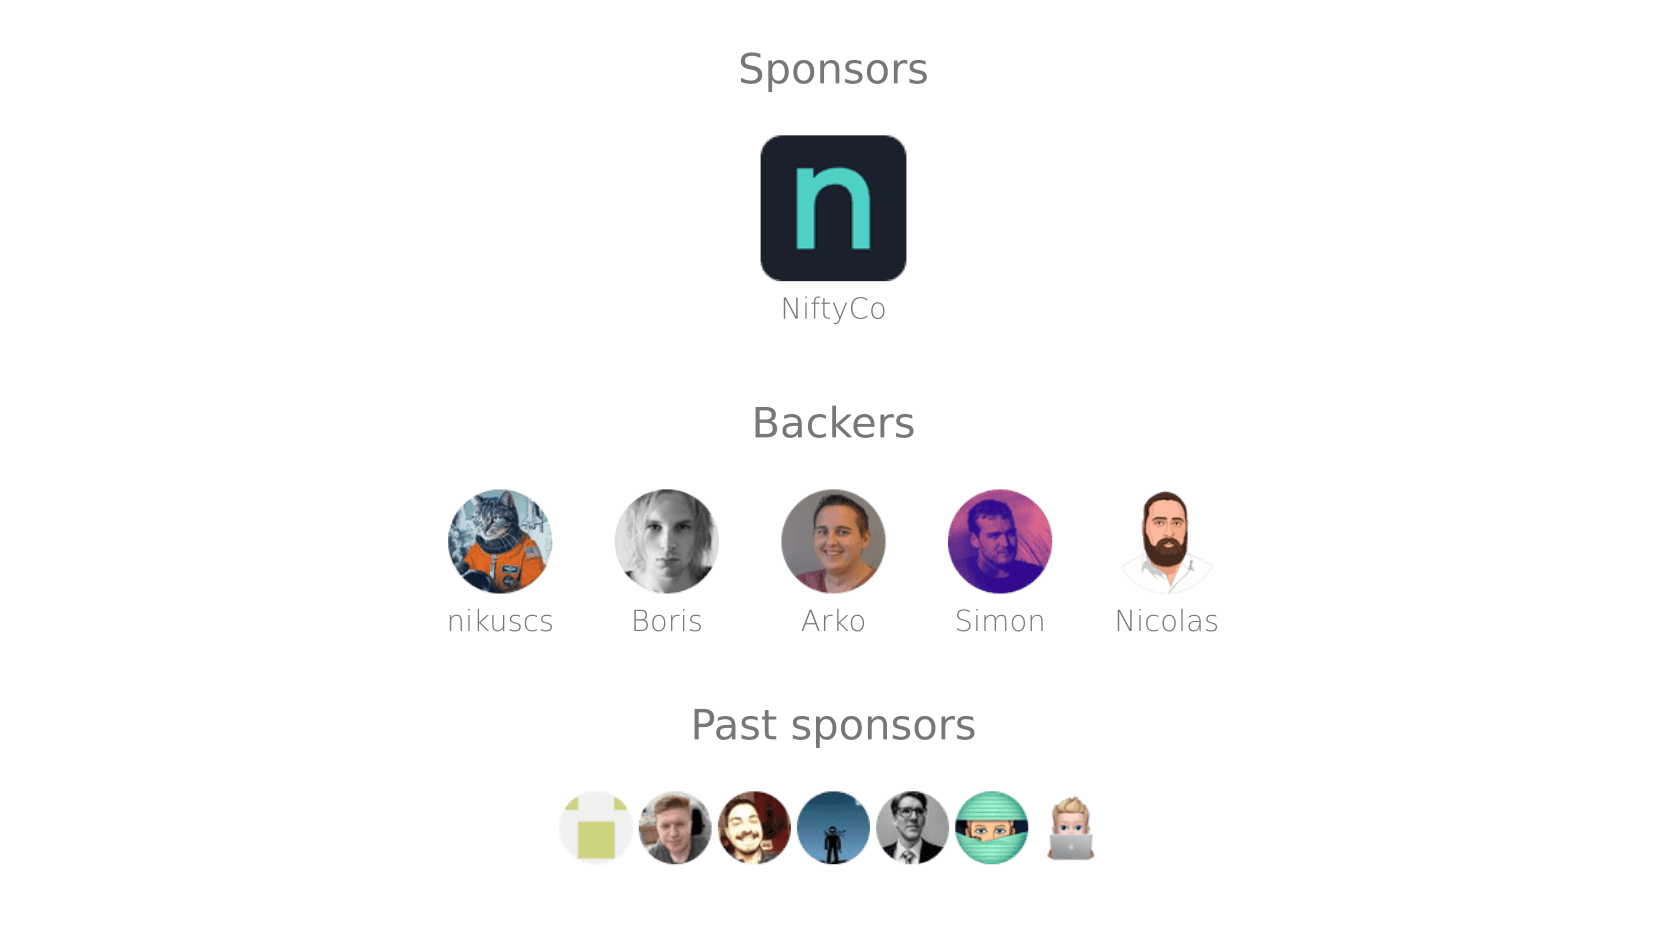 Sponsors
n
NiftyCo
Backers
nikuscs Boris Arko Simon Nicolas
Past sponsors